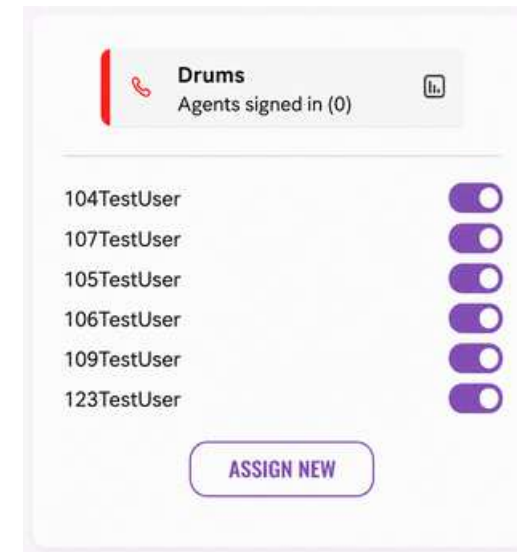 Drums
Agents signed in (0)
104TestUser
107TestUser
105TestUser
106TestUser
109TestUser
123TestUser
ASSIGN NEW